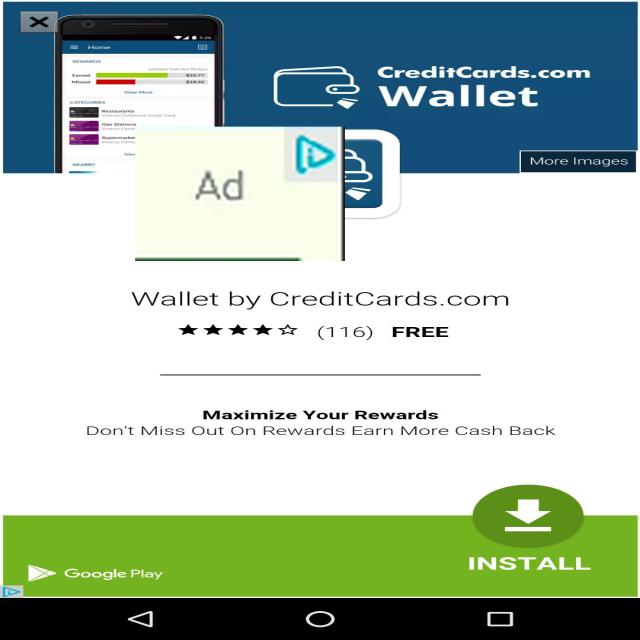 5:26
Home
REWARDS
Earned
$33.77
Missed
$18.46
View More
CATEGORIES
Restaurants
Gas Stations
Supermarket
NEARBY
CreditCards.com
Wallet
More Images
Ad
Wallet by CreditCards.com
(116) FREE
Maximize Your Rewards
Don't Miss Out On Rewards Earn More Cash Back
INSTALL
Google Play